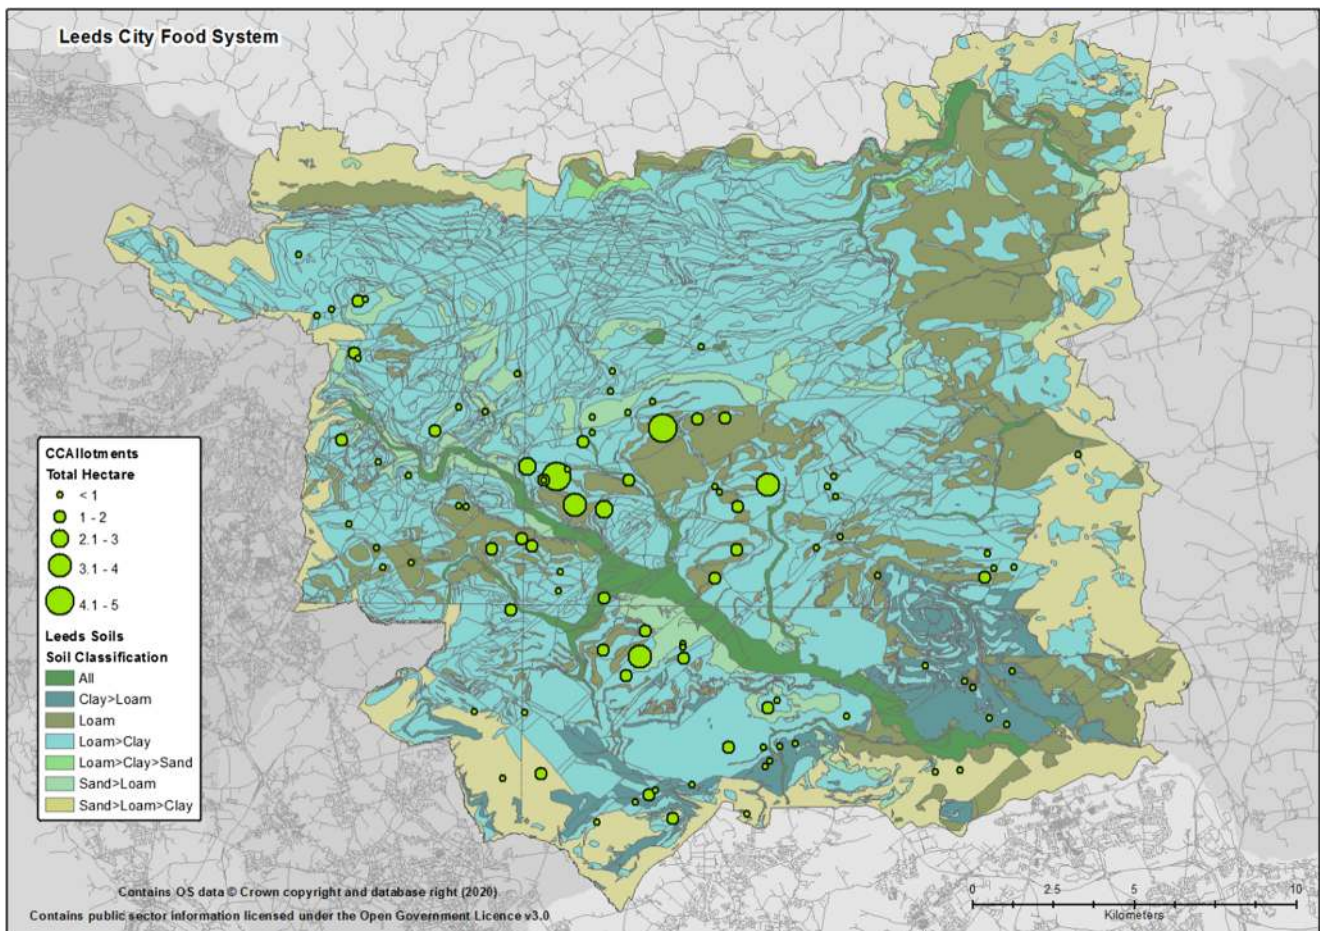 Leeds City Food System
CCAllotments
Total Hectare
< 1
1 - 2
2.1 - 3
3.1 - 4
4.1 - 5
Leeds Soils
Soil Classification
All
Clay>Loam
Loam
Loam>Clay
Loam>Clay>Sand
Sand>Loam
Sand>Loam>Clay
Contains OS data © Crown copyright and database right (2020)
Contains public sector information licensed under the Open Government Licence v3.0
0 2.5 5 10
Kilometers